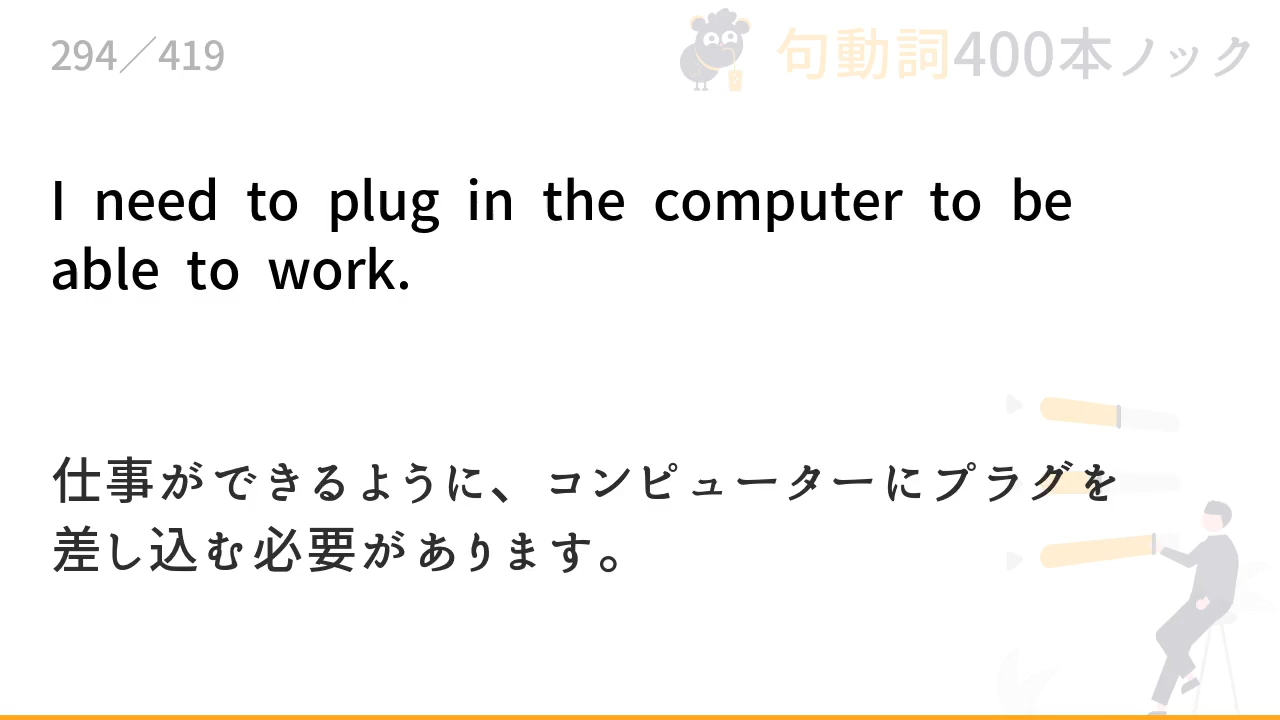 294／419
句動詞400本ノック
I need to plug in the computer to be
able to work.
仕事ができるように、コンピューターにプラグを
差し込む必要があります。